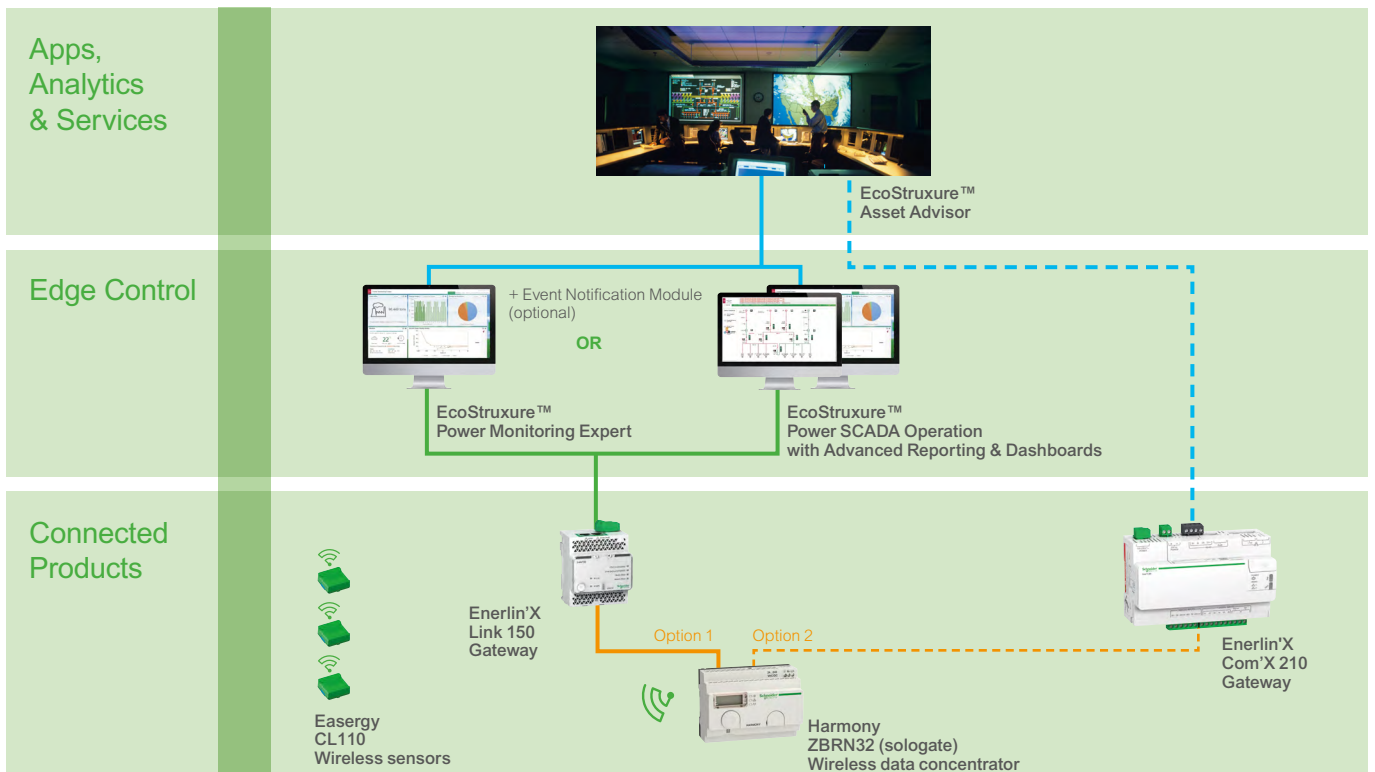 Apps,
Analytics
& Services
EcoStruxure™
Asset Advisor
Edge Control
+ Event Notification Module
(optional)
OR
EcoStruxure™
Power Monitoring Expert
EcoStruxure™
Power SCADA Operation
with Advanced Reporting & Dashboards
Connected
Products
Easergy
CL110
Wireless sensors
Enerlin’X
Link 150
Gateway
Option 1
Option 2
Harmony
ZBRN32 (sologate)
Wireless data concentrator
Enerlin'X
Com’X 210
Gateway